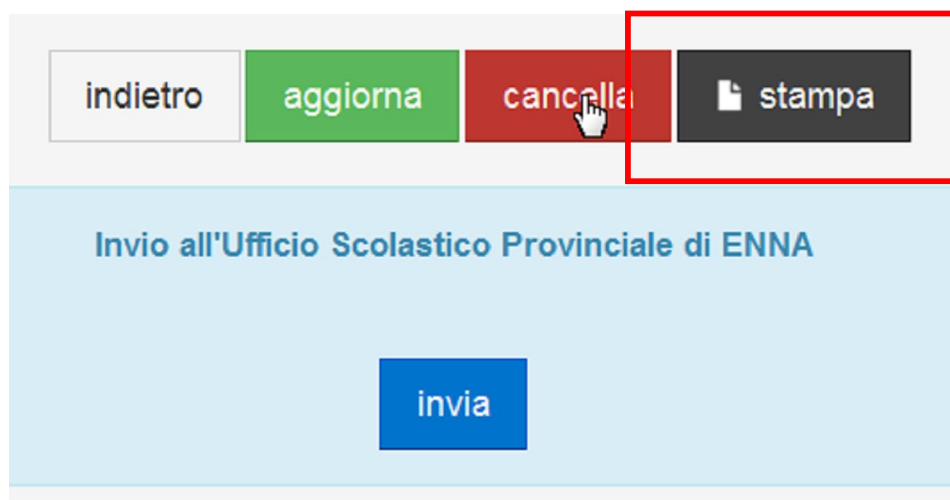 indietro aggiorna cancella stampa
Invio all'Ufficio Scolastico Provinciale di ENNA
invia